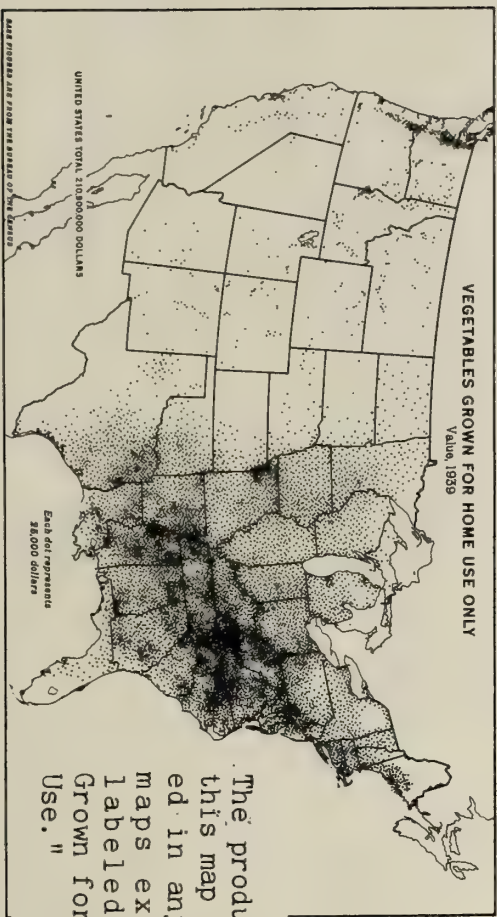 VEGETABLES GROWN FOR HOME USE ONLY
Value, 1939
UNITED STATES TOTAL 210,800,000 DOLLARS
Each dot represents
25,000 dollars
BASE FIGURES ARE FROM THE BUREAU OF THE CENSUS
The produ
this map
ed in an
maps ex
labeled
Grown for
Use."